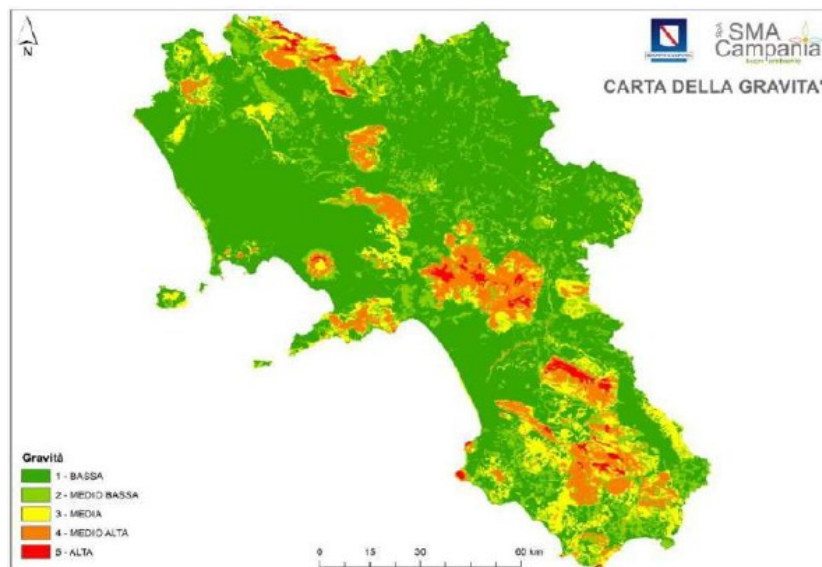 N
SpA
SMA
Campania
CARTA DELLA GRAVITA'
Gravità
1 - BASSA
2 - MEDIO BASSA
3 - MEDIA
4 - MEDIO ALTA
5 - ALTA
0 15 30 60 km